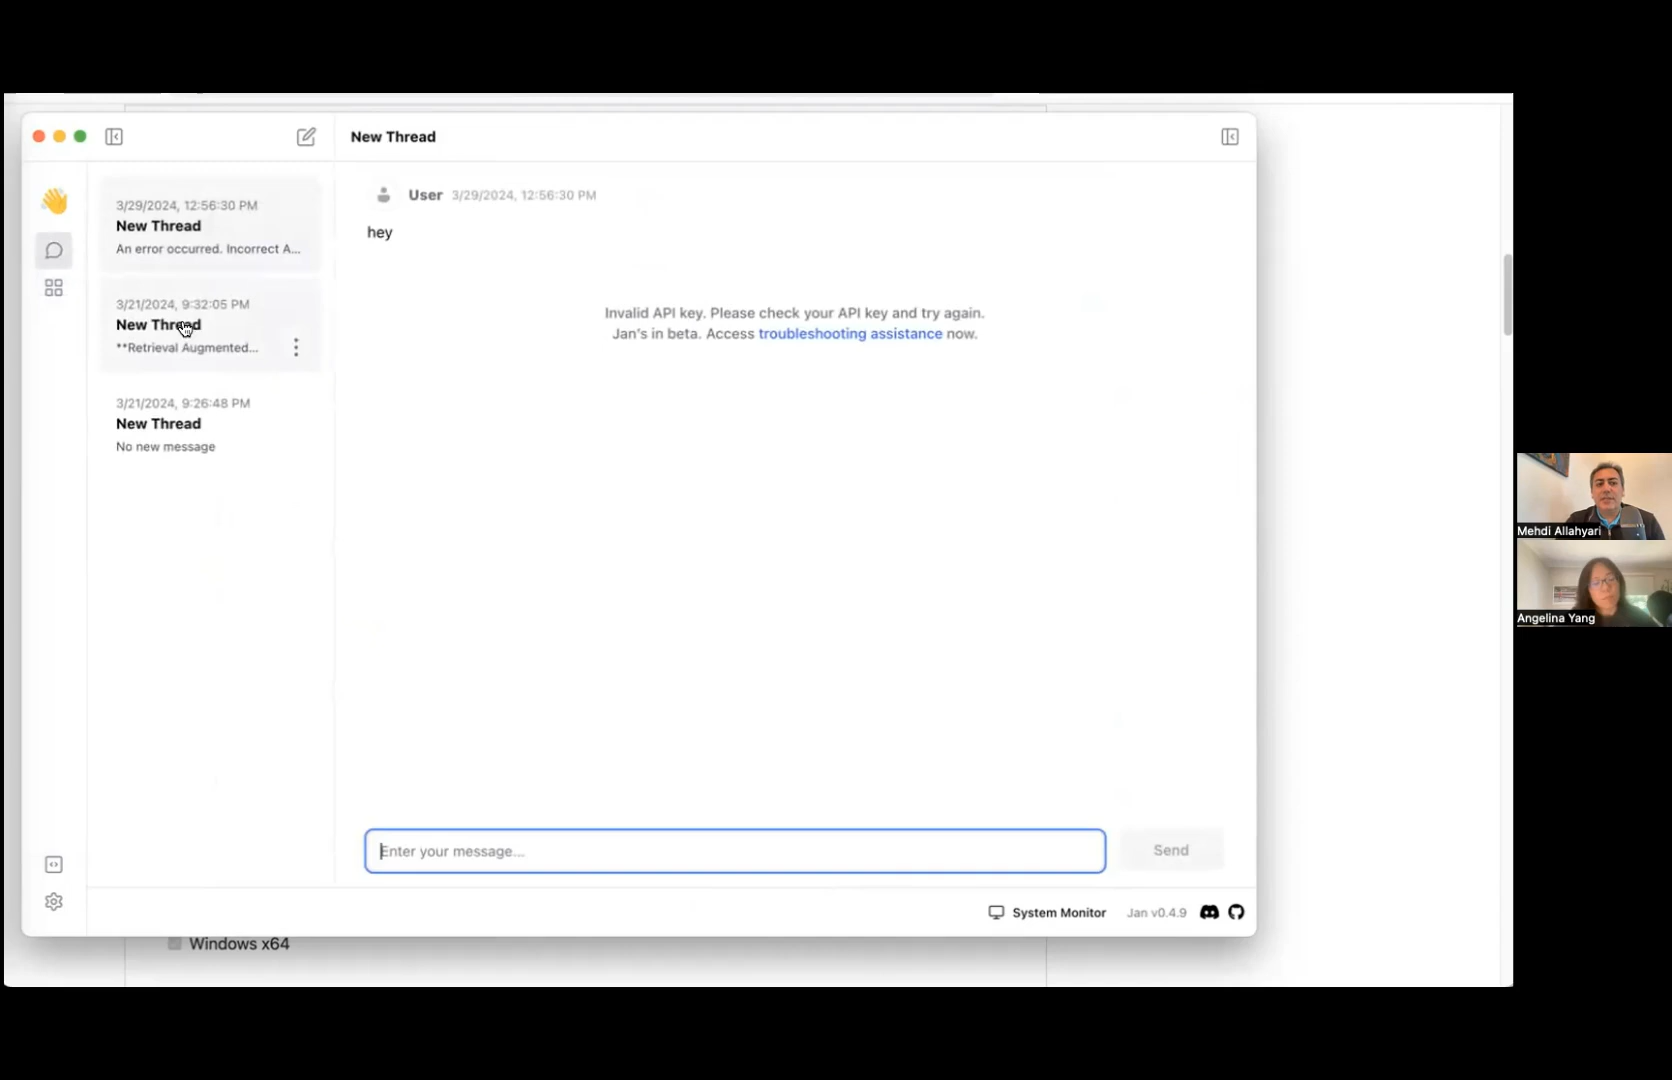 New Thread
3/29/2024, 12:56:30 PM
New Thread
An error occurred. Incorrect A...
3/21/2024, 9:32:05 PM
New Thread
**Retrieval Augmented...
3/21/2024, 9:26:48 PM
New Thread
No new message
User 3/29/2024, 12:56:30 PM
hey
Invalid API key. Please check your API key and try again.
Jan's in beta. Access troubleshooting assistance now.
Enter your message...
Send
System Monitor
Jan v0.4.9
Windows x64
Mehdi Allahyari
Angelina Yang